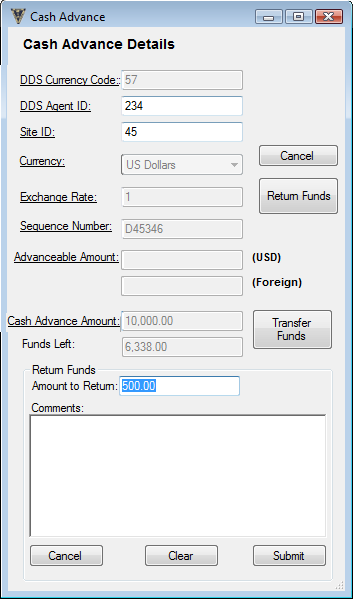 Cash Advance
Cash Advance Details
DDS Currency Code:: 57
DDS Agent ID: 234
Site ID: 45
Currency: US Dollars
Cancel
Exchange Rate: 1
Return Funds
Sequence Number: D45346
Advanceable Amount: (USD)
(Foreign)
Cash Advance Amount: 10,000.00
Transfer
Funds
Funds Left: 6,338.00
Return Funds
Amount to Return: 500.00
Comments:
Cancel Clear Submit